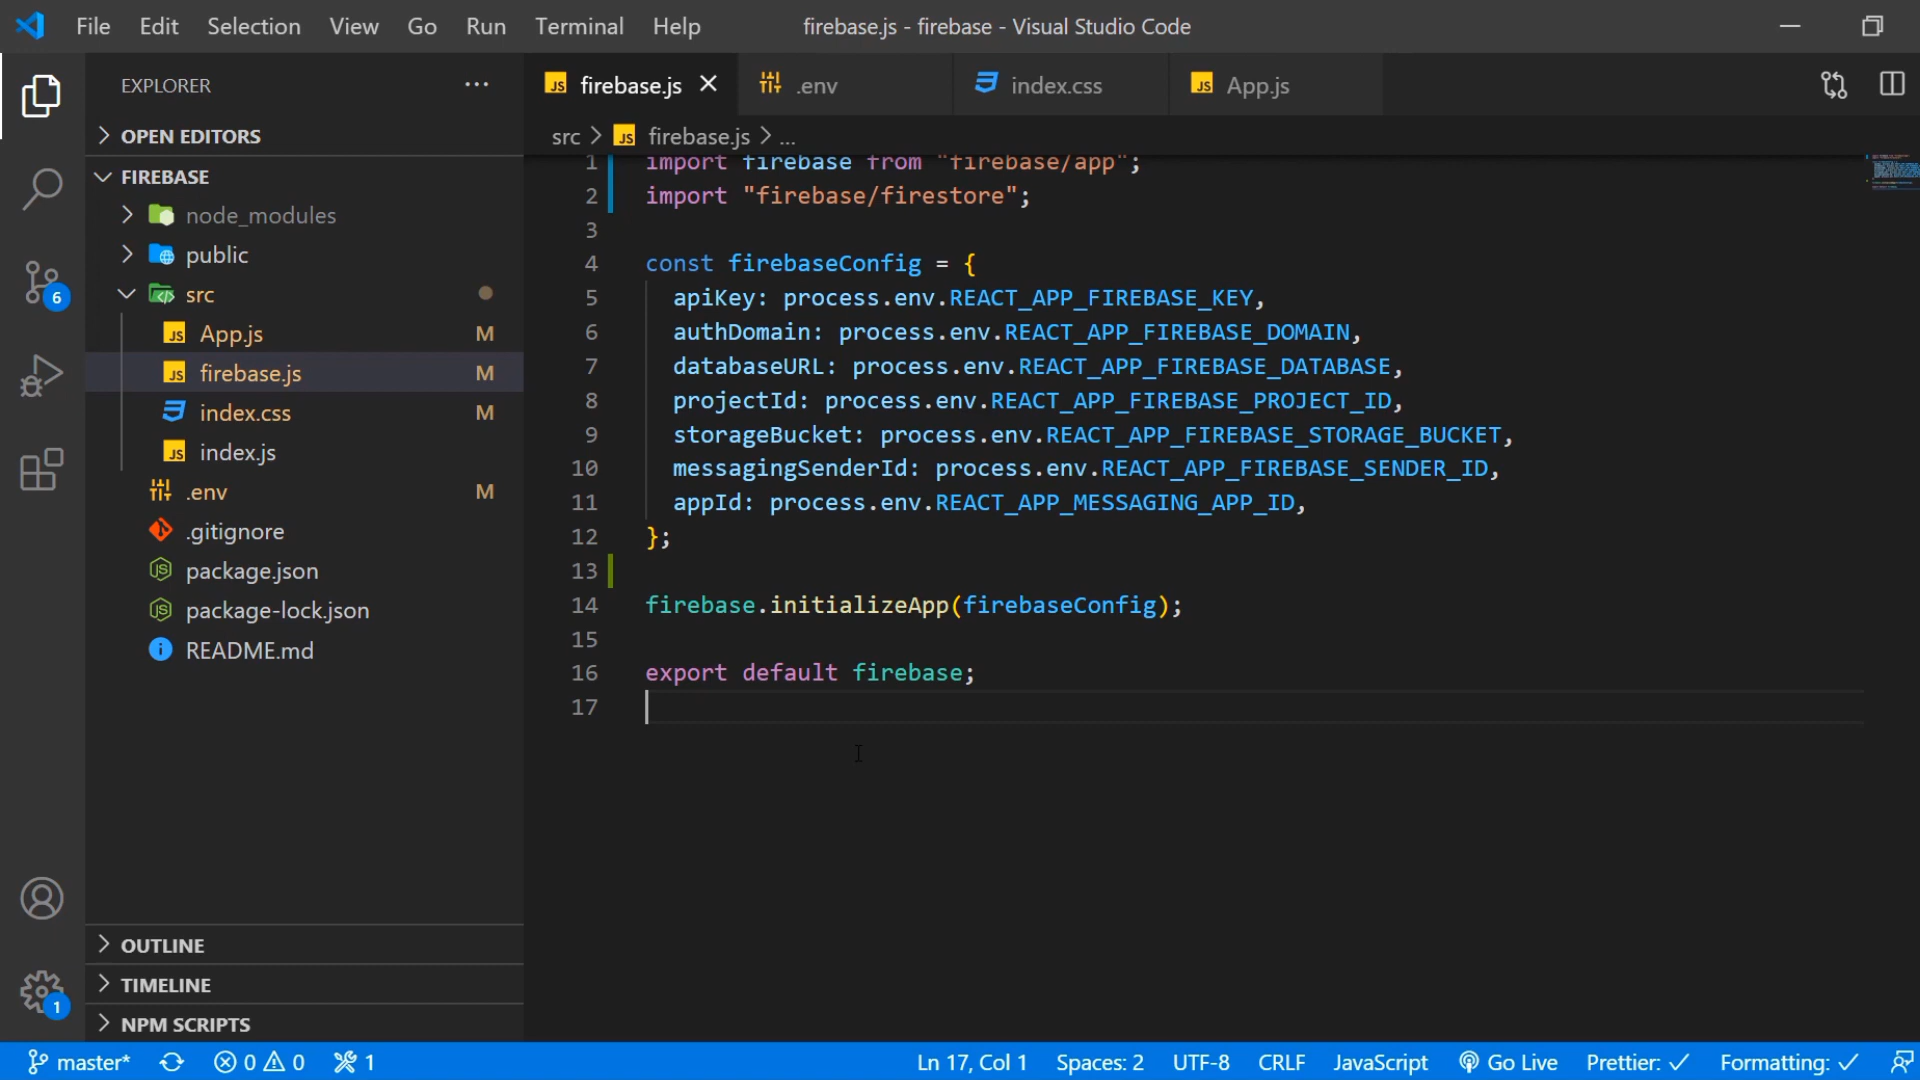 File Edit Selection View Go Run Terminal Help firebase.js - firebase - Visual Studio Code
EXPLORER ...
OPEN EDITORS
FIREBASE
node_modules
public
src
App.js M
firebase.js M
index.css M
index.js
.env M
.gitignore
package.json
package-lock.json
README.md
OUTLINE
TIMELINE
NPM SCRIPTS
6
1
firebase.js .env index.css App.js
src > JS firebase.js > ...
1 import firebase from "firebase/app";
2 import "firebase/firestore";
3
4 const firebaseConfig = {
5 apiKey: process.env.REACT_APP_FIREBASE_KEY,
6 authDomain: process.env.REACT_APP_FIREBASE_DOMAIN,
7 databaseURL: process.env.REACT_APP_FIREBASE_DATABASE,
8 projectId: process.env.REACT_APP_FIREBASE_PROJECT_ID,
9 storageBucket: process.env.REACT_APP_FIREBASE_STORAGE_BUCKET,
10 messagingSenderId: process.env.REACT_APP_FIREBASE_SENDER_ID,
11 appId: process.env.REACT_APP_MESSAGING_APP_ID,
12 };
13
14 firebase.initializeApp(firebaseConfig);
15
16 export default firebase;
17
master* 0 0 1 Ln 17, Col 1 Spaces: 2 UTF-8 CRLF JavaScript Go Live Prettier: ✓ Formatting: ✓